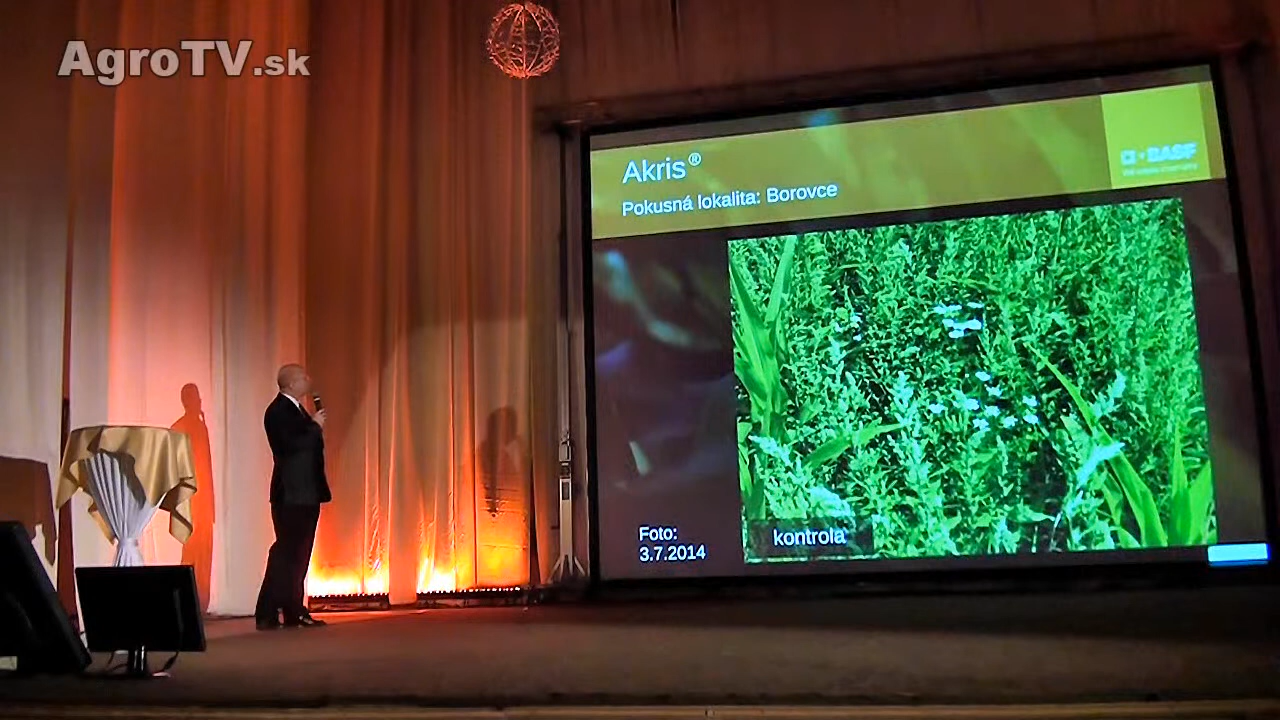 AgroTV.sk
Akris®
BASF
Pokusná lokalita: Borovce
Foto:
3.7.2014
kontrola